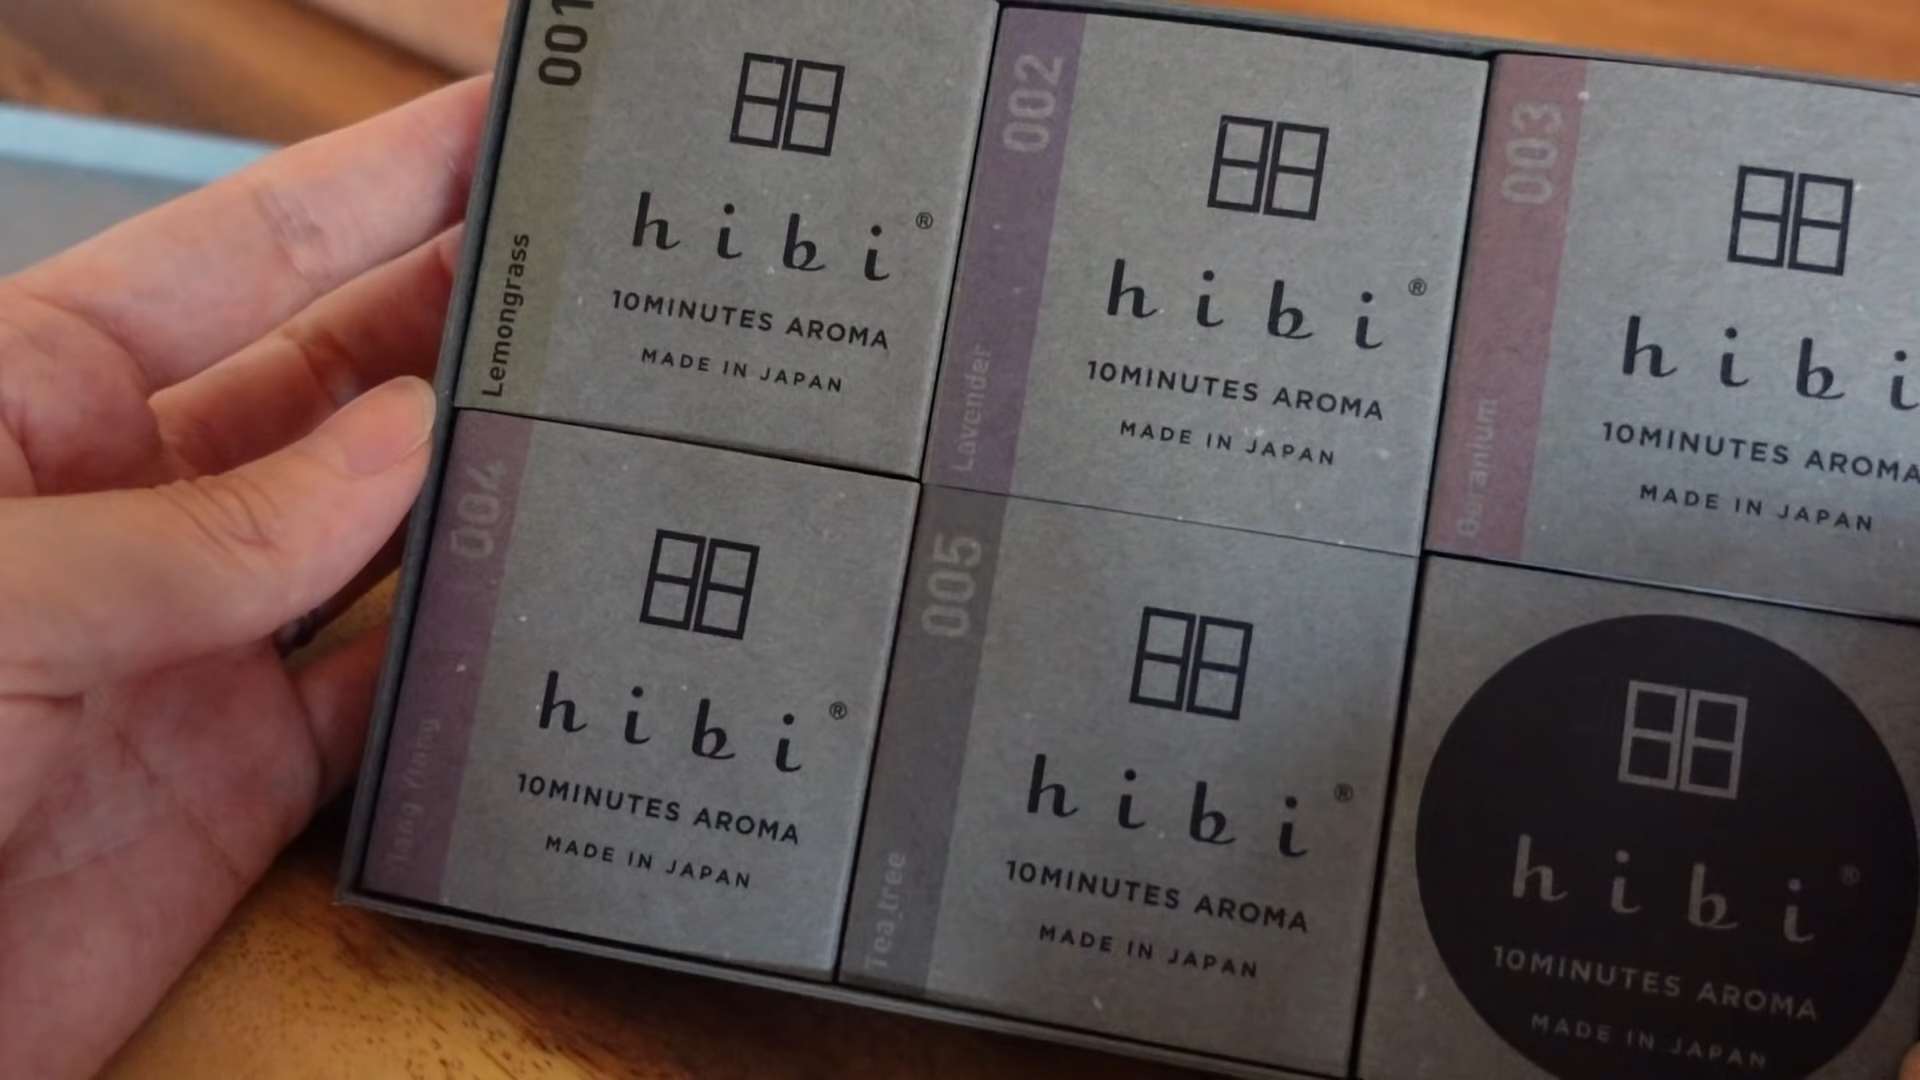 001
Lemongrass
hibi®
10MINUTES AROMA
MADE IN JAPAN
002
Lavender
hibi®
10MINUTES AROMA
MADE IN JAPAN
003
Geranium
hibi
10MINUTES AROMA
MADE IN JAPAN
004
Ylang
hibi®
10MINUTES AROMA
MADE IN JAPAN
005
Tea tree
hibi®
10MINUTES AROMA
MADE IN JAPAN
hibi®
10MINUTES AROMA
MADE IN JAPAN